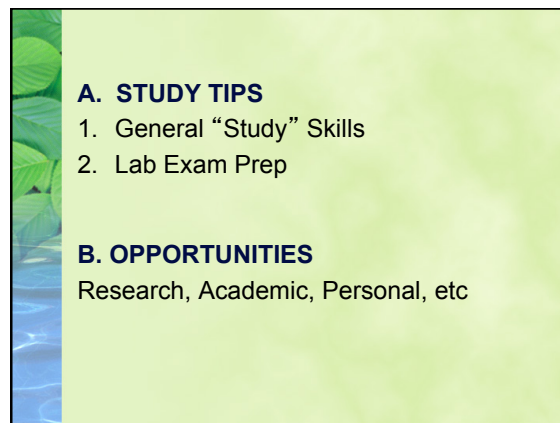 A. STUDY TIPS
1. General “Study” Skills
2. Lab Exam Prep
B. OPPORTUNITIES
Research, Academic, Personal, etc